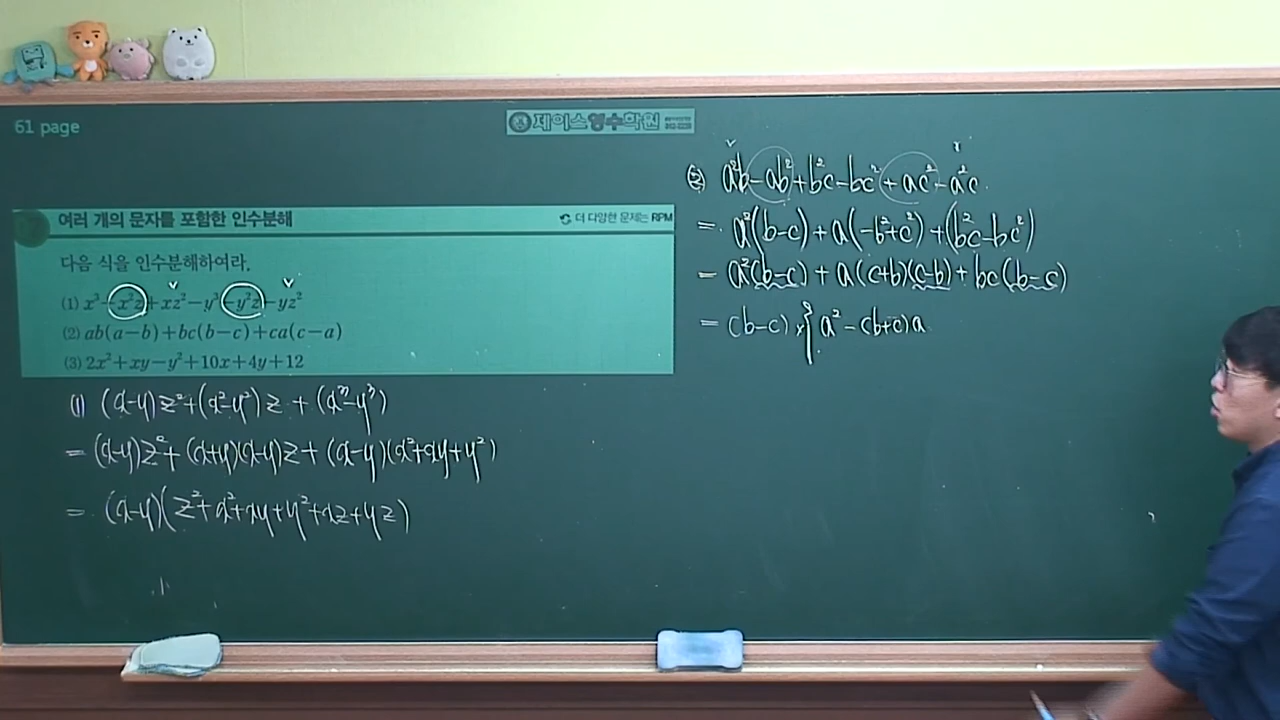 61 page
제이스영수학원
여러 개의 문자를 포함한 인수분해
더 다양한 문제는 RPM
다음 식을 인수분해하여라.
(1) x³-x²z+xz²-y³-y²z-yz²
(2) ab(a-b)+bc(b-c)+ca(c-a)
(3) 2x²+xy-y²+10x+4y+12
(1) (x-y)z²+(x²-y²)z+(x³-y³)
= (x-y)z²+(x+y)(x-y)z+(x-y)(x²+xy+y²)
= (x-y)(z²+x²+xy+y²+xz+yz)
(2) a²b-ab²+b²c-bc²+ac²-a²c
= a²(b-c)+a(-b²+c²)+(b²c-bc²)
= a²(b-c)+a(c+b)(c-b)+bc(b-c)
= (b-c)×{a²-(b+c)a